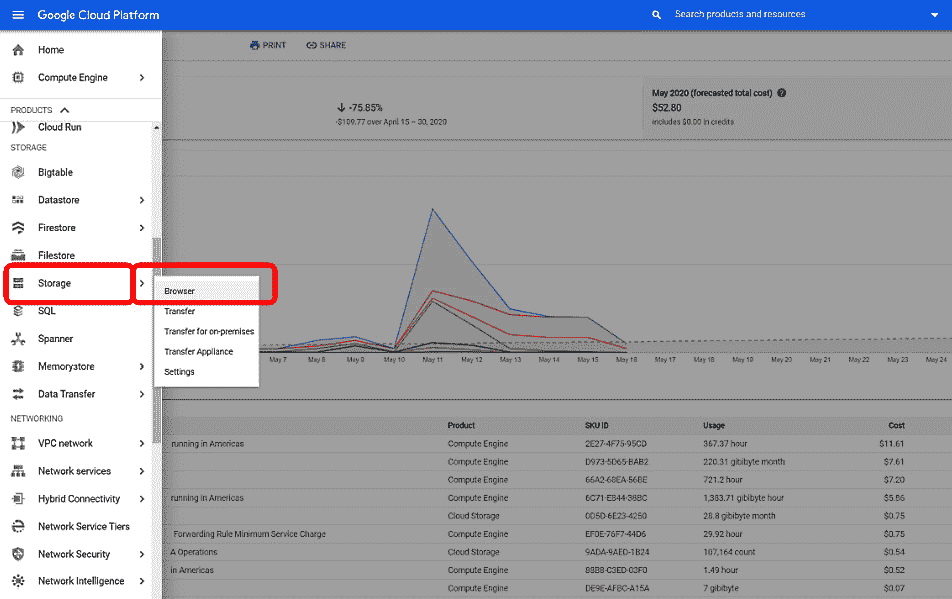 Google Cloud Platform
Search products and resources
Home
Compute Engine
PRODUCTS
Cloud Run
STORAGE
Bigtable
Datastore
Firestore
Filestore
Storage
SQL
Spanner
Memorystore
Data Transfer
NETWORKING
VPC network
Network services
Hybrid Connectivity
Network Service Tiers
Network Security
Network Intelligence
Browser
Transfer
Transfer for on-premises
Transfer Appliance
Settings
PRINT SHARE
-75.85%
-$109.77 over April 15 – 30, 2020
May 2020 (forecasted total cost)
$52.80
includes $0.00 in credits
May 7 May 8 May 9 May 10 May 11 May 12 May 13 May 14 May 15 May 16 May 17 May 18 May 19 May 20 May 21 May 22 May 23 May 24
Product SKU ID Usage Cost
running in Americas Compute Engine 2E27-4F75-95CD 367.37 hour $11.61
Compute Engine D973-5D65-BAB2 220.31 gibibyte month $7.61
Compute Engine 66A2-68EA-56BE 721.2 hour $7.20
running in Americas Compute Engine 6C71-E844-38BC 1,383.71 gibibyte hour $5.86
Cloud Storage 0D5D-6E23-4250 28.8 gibibyte month $0.75
Forwarding Rule Minimum Service Charge Compute Engine EF0E-76F7-44D6 29.92 hour $0.75
A Operations Cloud Storage 9ADA-9AED-1B24 107,164 count $0.54
in Americas Compute Engine 88B8-C3ED-03F0 1.49 hour $0.52
Compute Engine DE9E-AFBC-A15A 7 gibibyte $0.07